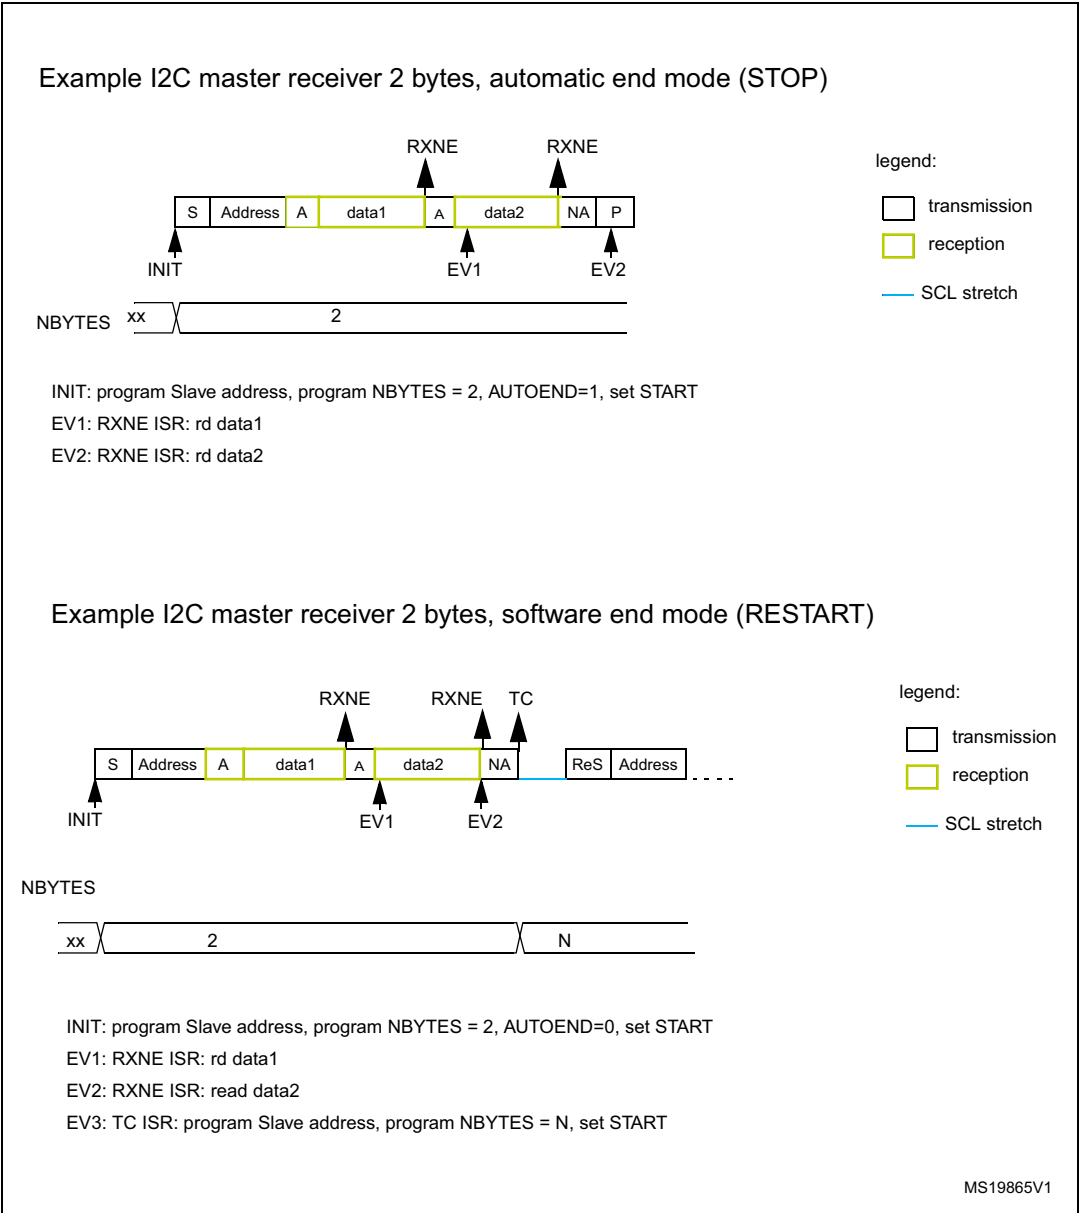 Example I2C master receiver 2 bytes, automatic end mode (STOP)
RXNE RXNE
legend:
S Address A data1 A data2 NA P
transmission
reception
INIT EV1 EV2
SCL stretch
NBYTES xx 2
INIT: program Slave address, program NBYTES = 2, AUTOEND=1, set START
EV1: RXNE ISR: rd data1
EV2: RXNE ISR: rd data2
Example I2C master receiver 2 bytes, software end mode (RESTART)
RXNE RXNE TC
legend:
S Address A data1 A data2 NA ReS Address
transmission
reception
INIT EV1 EV2
SCL stretch
NBYTES
xx 2 N
INIT: program Slave address, program NBYTES = 2, AUTOEND=0, set START
EV1: RXNE ISR: rd data1
EV2: RXNE ISR: read data2
EV3: TC ISR: program Slave address, program NBYTES = N, set START
MS19865V1